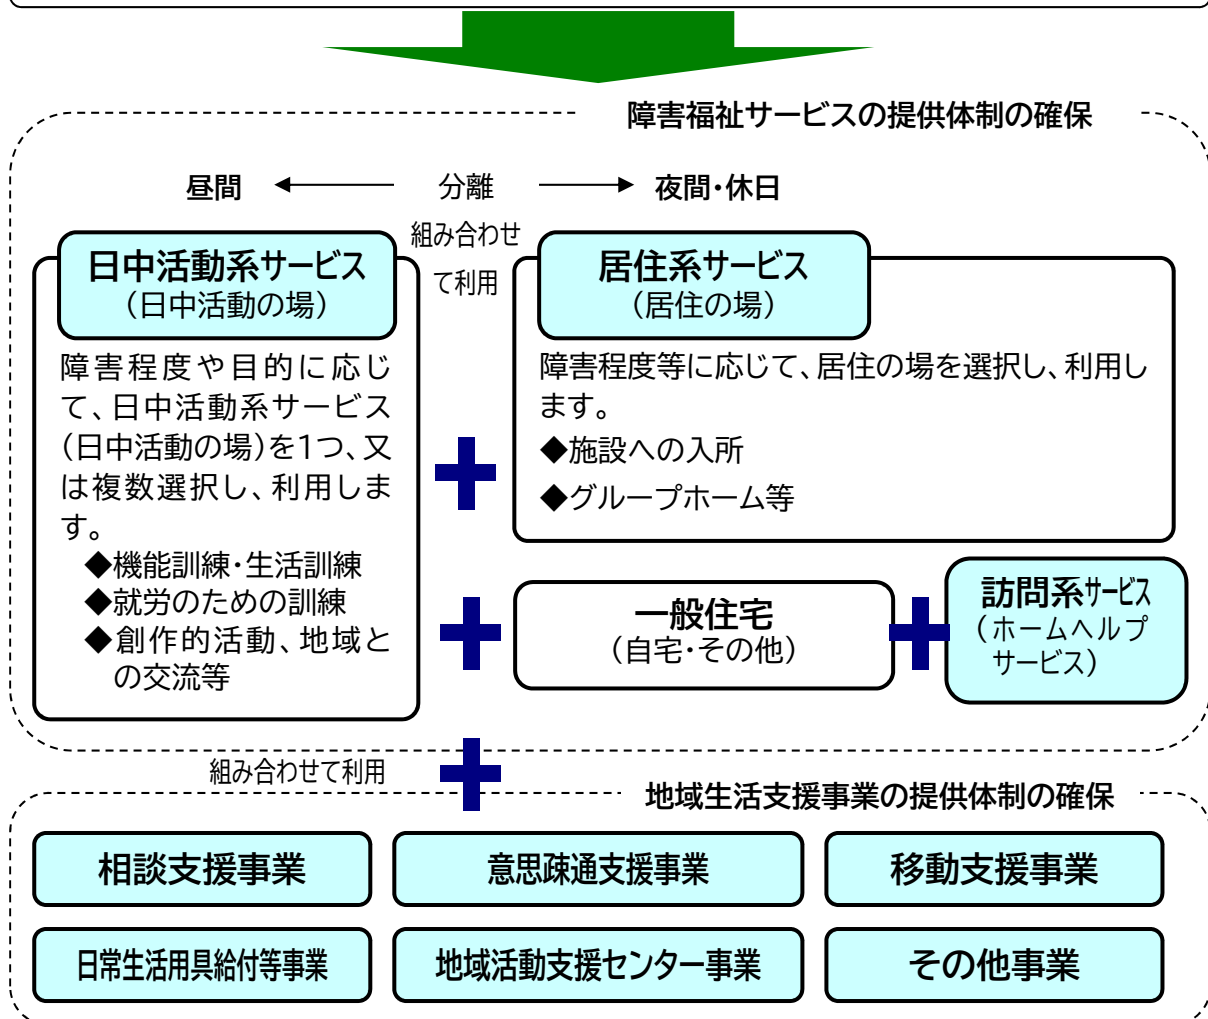 障害福祉サービスの提供体制の確保
昼間
分離
夜間・休日
組み合わせ
て利用
日中活動系サービス
（日中活動の場）
障害程度や目的に応じ
て、日中活動系サービス
（日中活動の場）を1つ、又
は複数選択し、利用しま
す。
◆機能訓練・生活訓練
◆就労のための訓練
◆創作的活動、地域と
の交流等
居住系サービス
（居住の場）
障害程度等に応じて、居住の場を選択し、利用し
ます。
◆施設への入所
◆グループホーム等
一般住宅
（自宅・その他）
訪問系サービス
（ホームヘルプ
サービス）
組み合わせて利用
地域生活支援事業の提供体制の確保
相談支援事業
意思疎通支援事業
移動支援事業
日常生活用具給付等事業
地域活動支援センター事業
その他事業